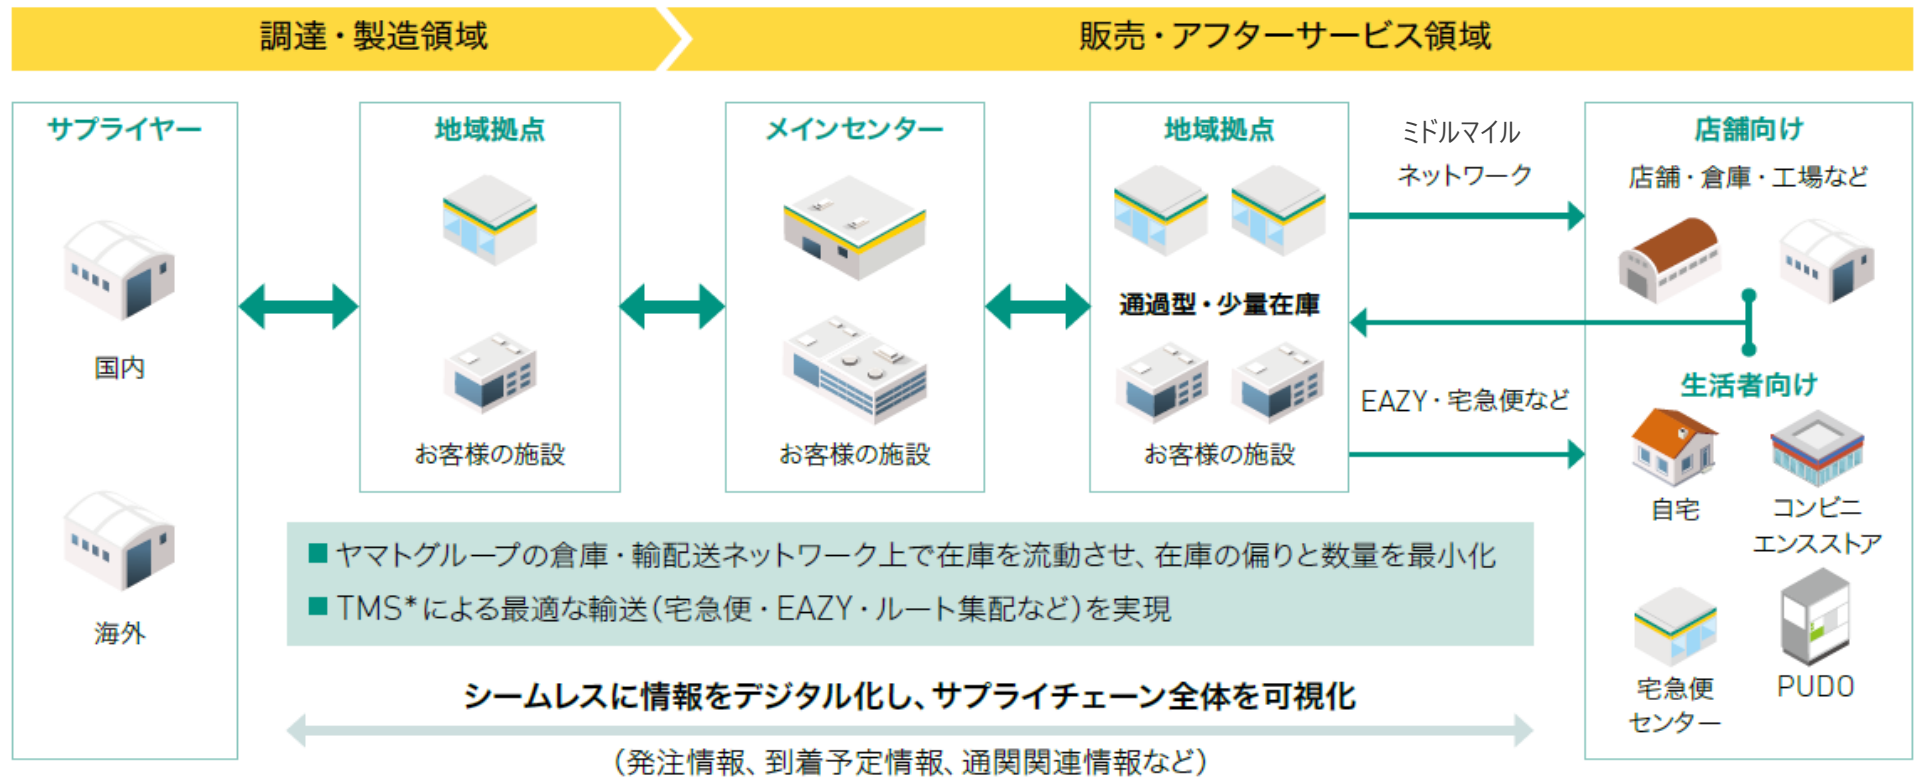 調達・製造領域
販売・アフターサービス領域
サプライヤー
国内
海外
地域拠点
お客様の施設
メインセンター
お客様の施設
地域拠点
通過型・少量在庫
お客様の施設
ミドルマイル
ネットワーク
EAZY・宅急便など
店舗向け
店舗・倉庫・工場など
生活者向け
自宅
コンビニ
エンスストア
宅急便
センター
PUDO
■ ヤマトグループの倉庫・輸配送ネットワーク上で在庫を流動させ、在庫の偏りと数量を最小化
■ TMS*による最適な輸送(宅急便・EAZY・ルート集配など)を実現
シームレスに情報をデジタル化し、サプライチェーン全体を可視化
(発注情報、到着予定情報、通関関連情報など)